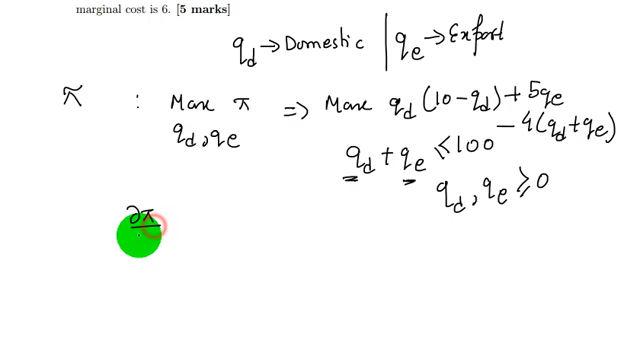 marginal cost is 6. [5 marks]
q_d → Domestic | q_e → Export
π : Max π ⇒ Max q_d (10 - q_d) + 5q_e
q_d, q_e - 4(q_d + q_e)
q_d + q_e ≤ 100
q_d, q_e ≥ 0
∂π